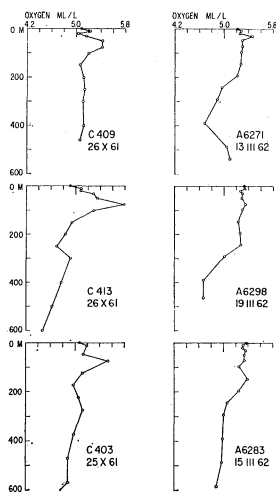 OXYGEN ML/L
4.2 5.0 5.8
0 M
200
400
C 409
26 X 61
OXYGEN ML/L
4.2 5.0 5.8
A6271
13 III 62
0 M
200
400
600
C 413
26 X 61
A6298
19 III 62
0 M
200
400
600
C 403
25 X 61
A6283
15 III 62